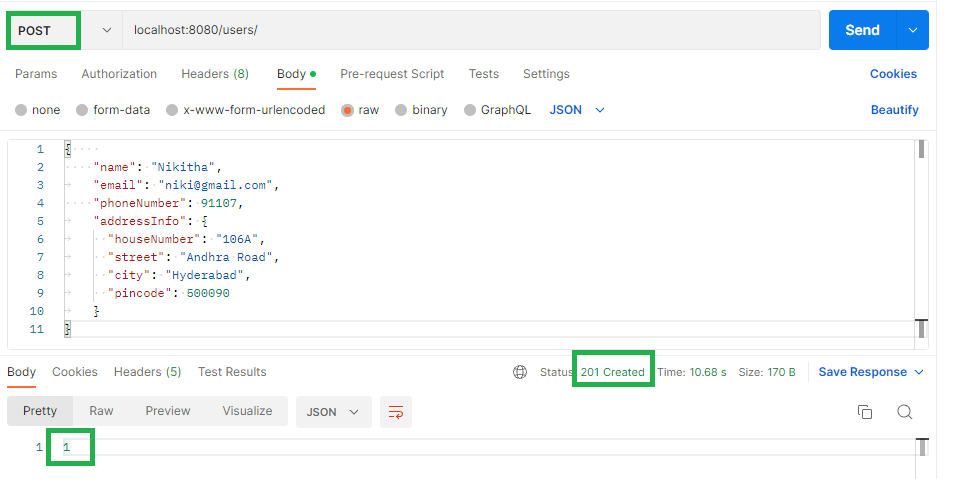 POST localhost:8080/users/ Send
Params Authorization Headers (8) Body Pre-request Script Tests Settings Cookies
none form-data x-www-form-urlencoded raw binary GraphQL JSON Beautify
1 {
2 "name": "Nikitha",
3 "email": "niki@gmail.com",
4 "phoneNumber": 91107,
5 "addressInfo": {
6 "houseNumber": "106A",
7 "street": "Andhra Road",
8 "city": "Hyderabad",
9 "pincode": 500090
10 }
11 }
Body Cookies Headers (5) Test Results Status: 201 Created Time: 10.68 s Size: 170 B Save Response
Pretty Raw Preview Visualize JSON
1 1